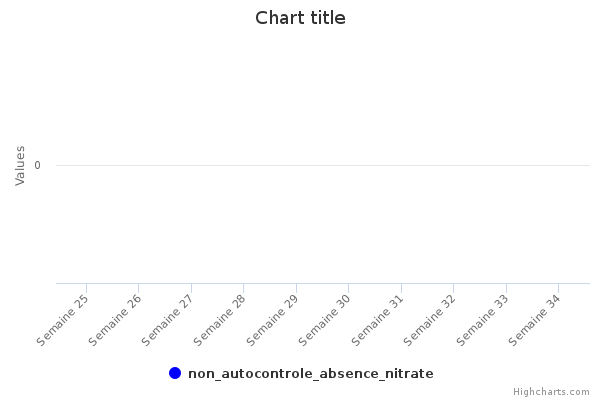 Chart title
Values
0
Semaine 25
Semaine 26
Semaine 27
Semaine 28
Semaine 29
Semaine 30
Semaine 31
Semaine 32
Semaine 33
Semaine 34
non_autocontrole_absence_nitrate
Highcharts.com